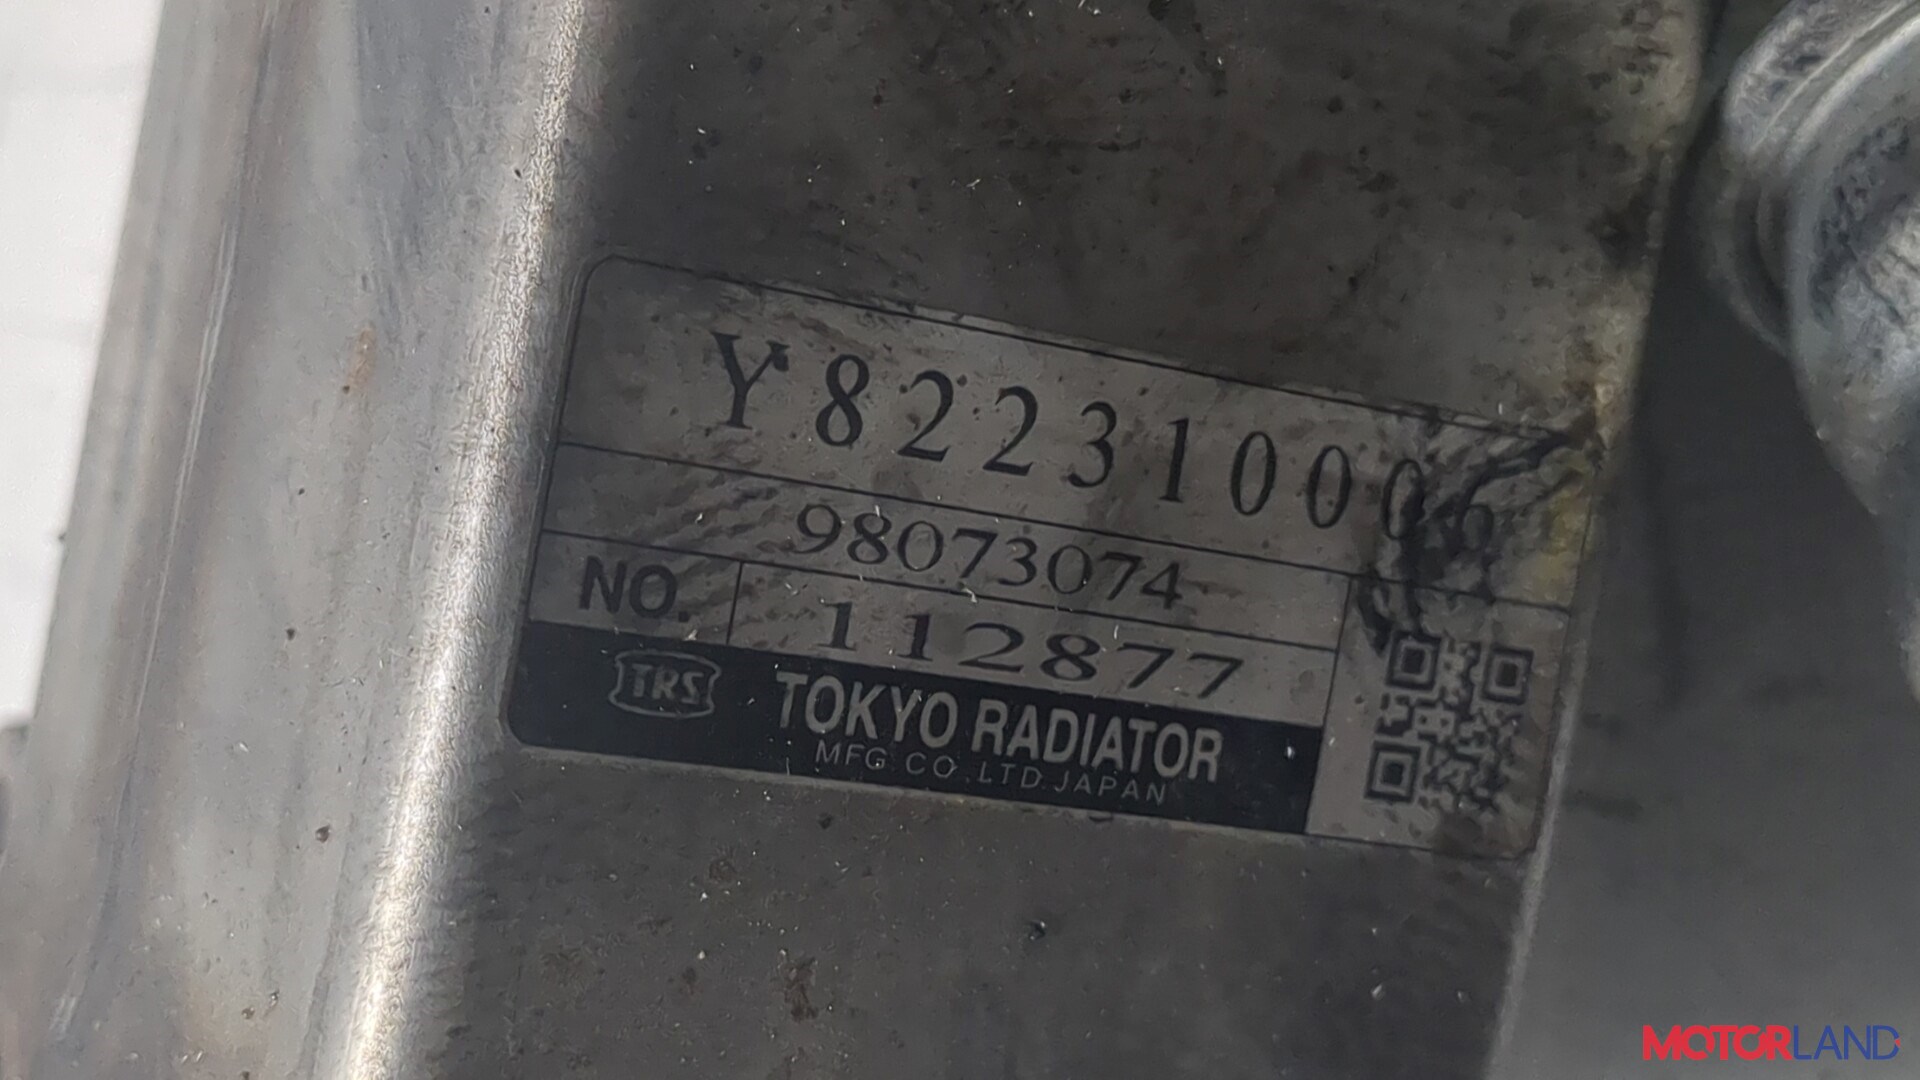 Y822310006
98073074
NO. 112877
TRS TOKYO RADIATOR
MFG.CO.,LTD.JAPAN
MOTORLAND